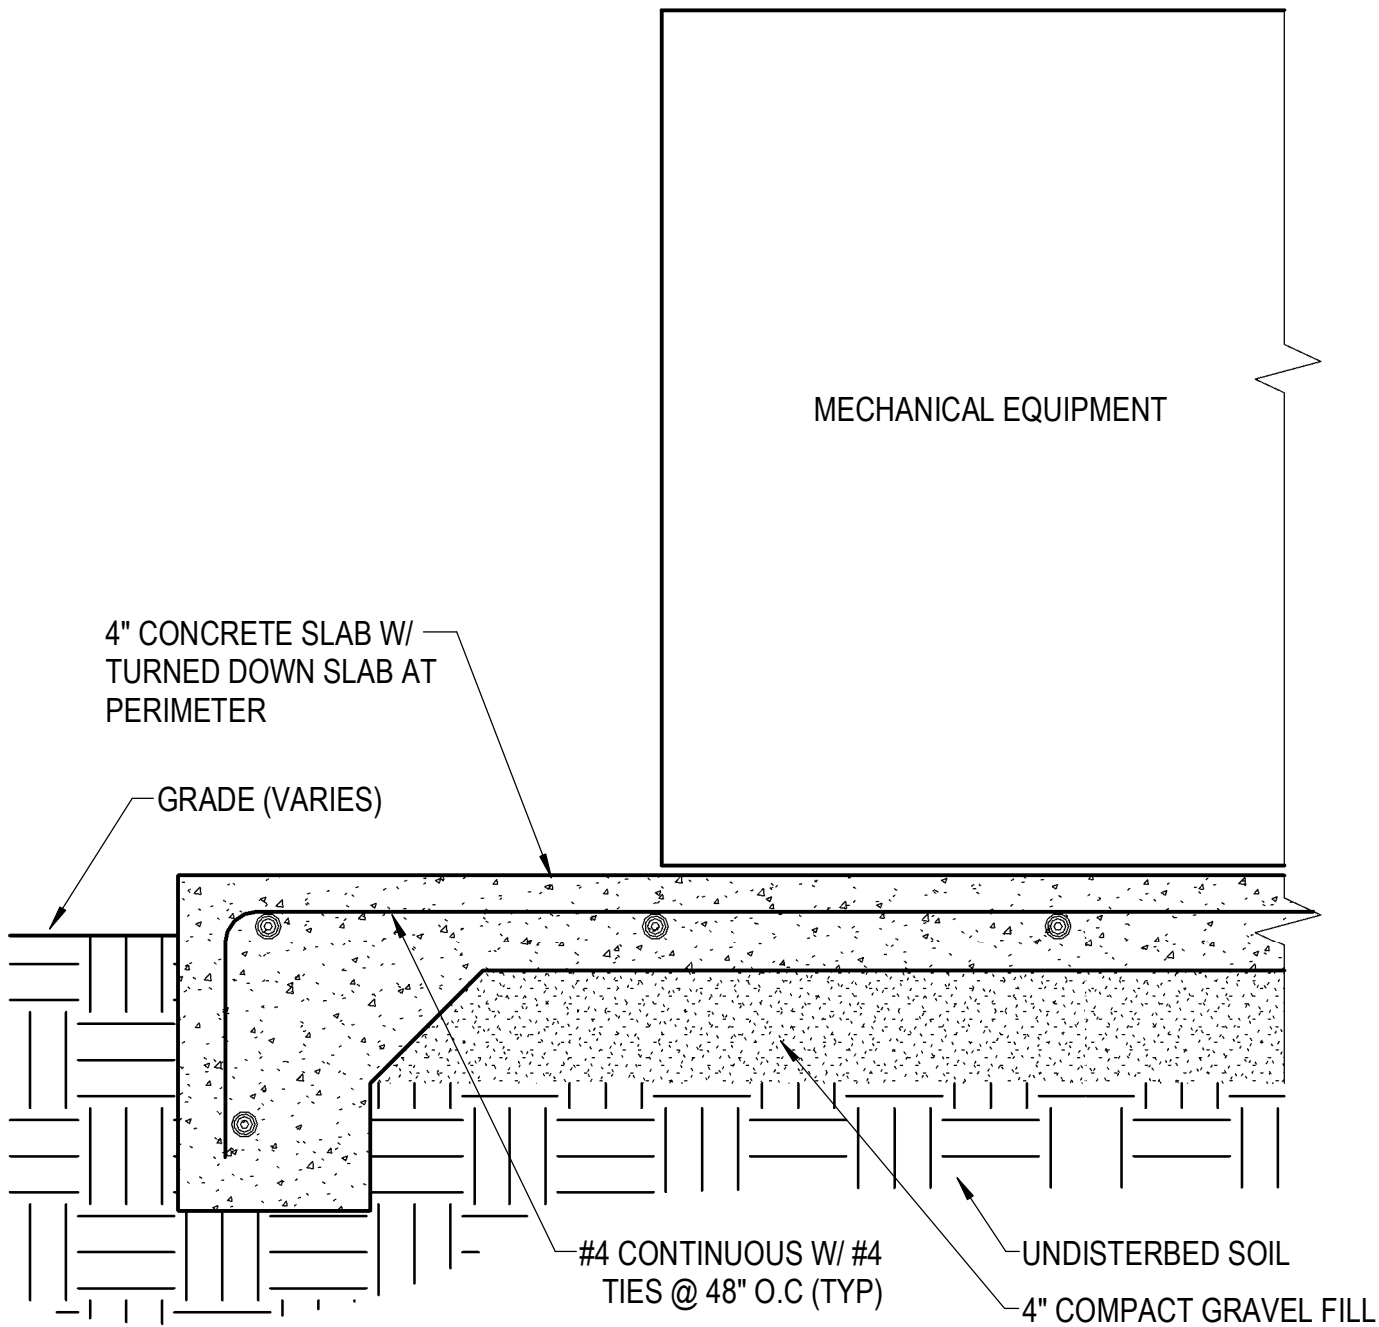 MECHANICAL EQUIPMENT
4" CONCRETE SLAB W/
TURNED DOWN SLAB AT
PERIMETER
GRADE (VARIES)
#4 CONTINUOUS W/ #4
TIES @ 48" O.C (TYP)
UNDISTERBED SOIL
4" COMPACT GRAVEL FILL